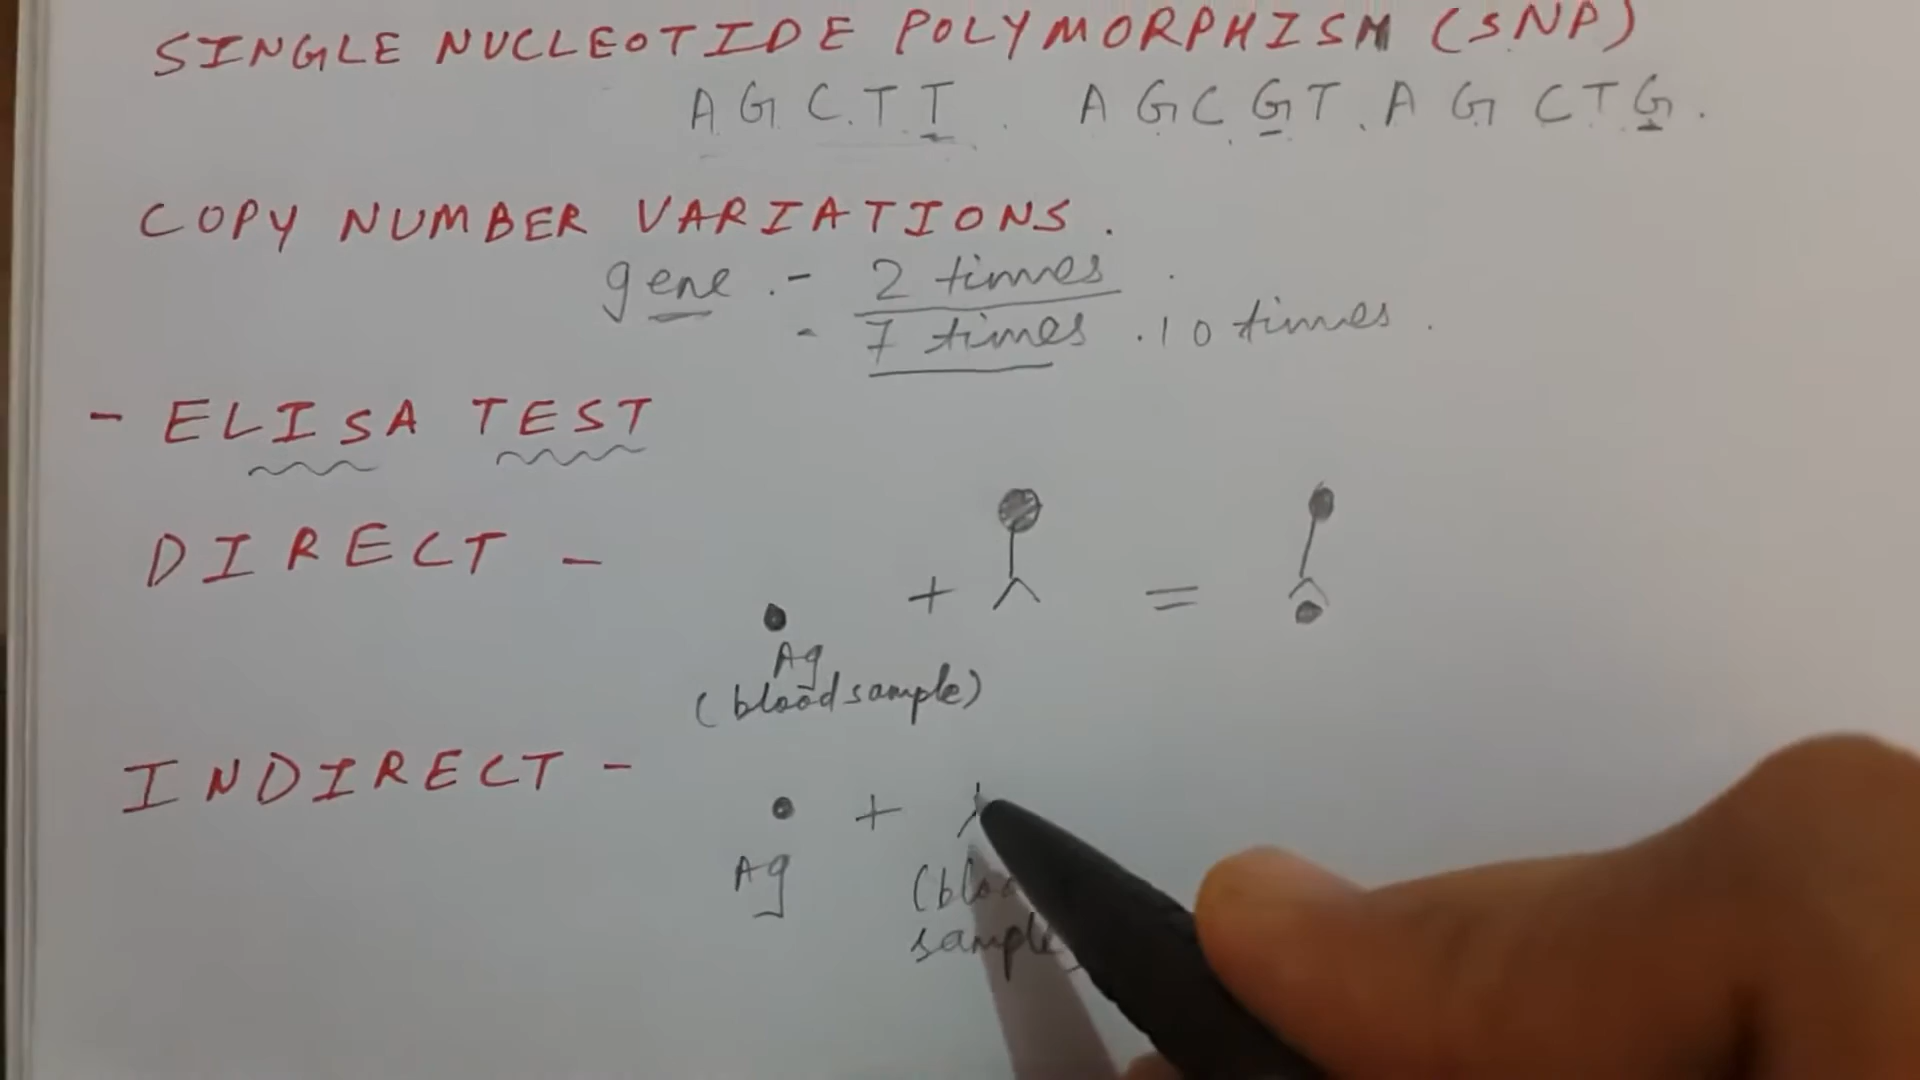 SINGLE NUCLEOTIDE POLYMORPHISM (SNP)
A G C T T . A G C G T . A G C T G .
COPY NUMBER VARIATIONS .
gene .- 2 times .
- 7 times . 10 times .
- ELISA TEST
DIRECT -
+ =
Ag
(blood sample)
INDIRECT -
+
Ag
sample